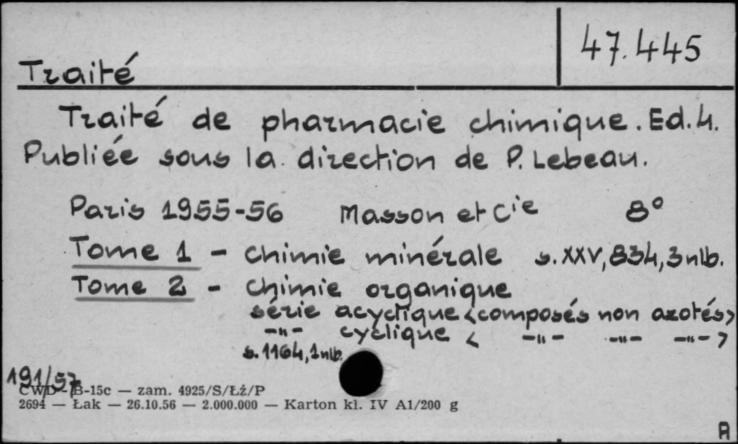 47.445
Traité
Traité de pharmacie chimique. Ed. 4.
Publiée sous la direction de P. Lebeau.
Paris 1955-56 Masson et Cie 8°
Tome 1 - Chimie minérale s. XXV, 834, 3 nlb.
Tome 2 - Chimie organique
série acyclique <composés non azotés>
-"- cyclique < -"- -"- -"- >
s. 1164, 1 nlb.
191/57
CWD — B-15c — zam. 4925/S/Łź/P
2694 — Łak — 26.10.56 — 2.000.000 — Karton kl. IV A1/200 g
A